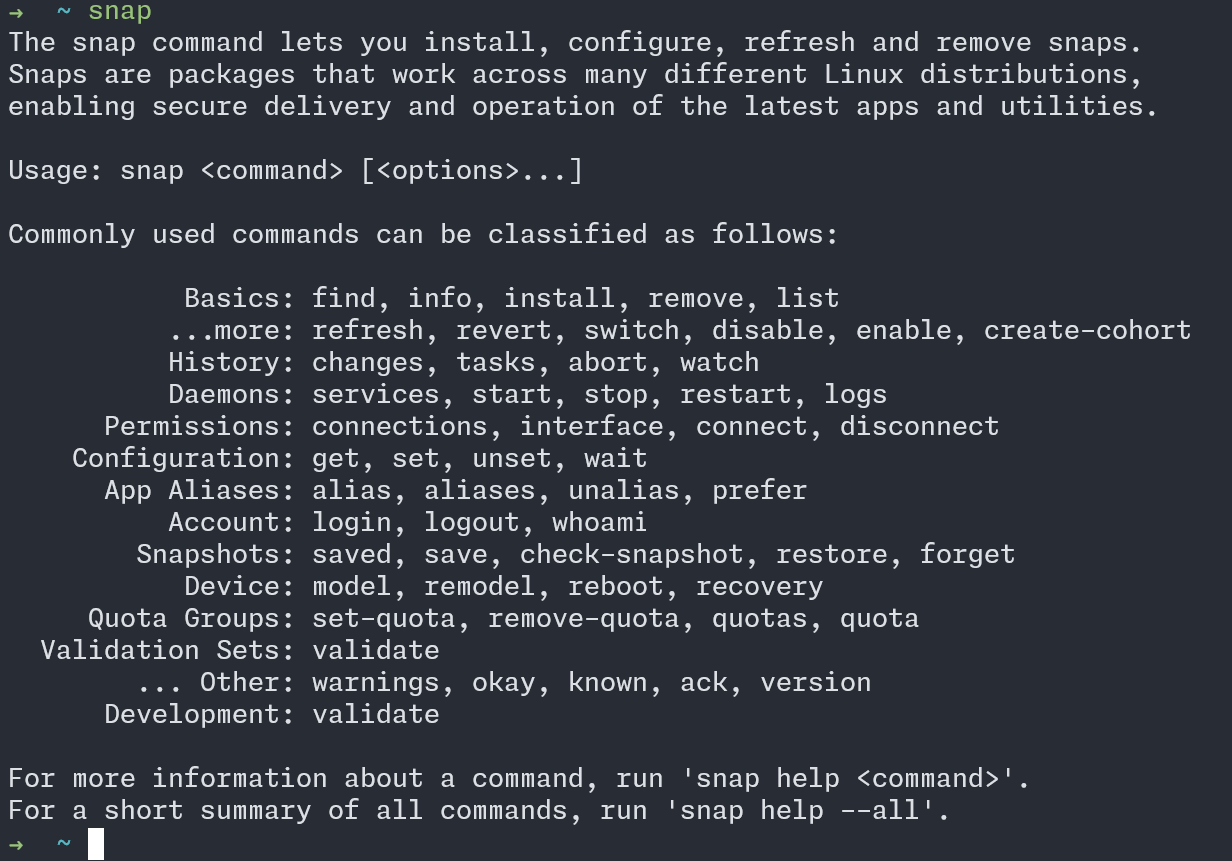 →  ~ snap
The snap command lets you install, configure, refresh and remove snaps.
Snaps are packages that work across many different Linux distributions,
enabling secure delivery and operation of the latest apps and utilities.

Usage: snap <command> [<options>...]

Commonly used commands can be classified as follows:

           Basics: find, info, install, remove, list
          ...more: refresh, revert, switch, disable, enable, create-cohort
          History: changes, tasks, abort, watch
          Daemons: services, start, stop, restart, logs
      Permissions: connections, interface, connect, disconnect
    Configuration: get, set, unset, wait
      App Aliases: alias, aliases, unalias, prefer
          Account: login, logout, whoami
        Snapshots: saved, save, check-snapshot, restore, forget
           Device: model, remodel, reboot, recovery
     Quota Groups: set-quota, remove-quota, quotas, quota
  Validation Sets: validate
        ... Other: warnings, okay, known, ack, version
      Development: validate

For more information about a command, run 'snap help <command>'.
For a short summary of all commands, run 'snap help --all'.
→  ~